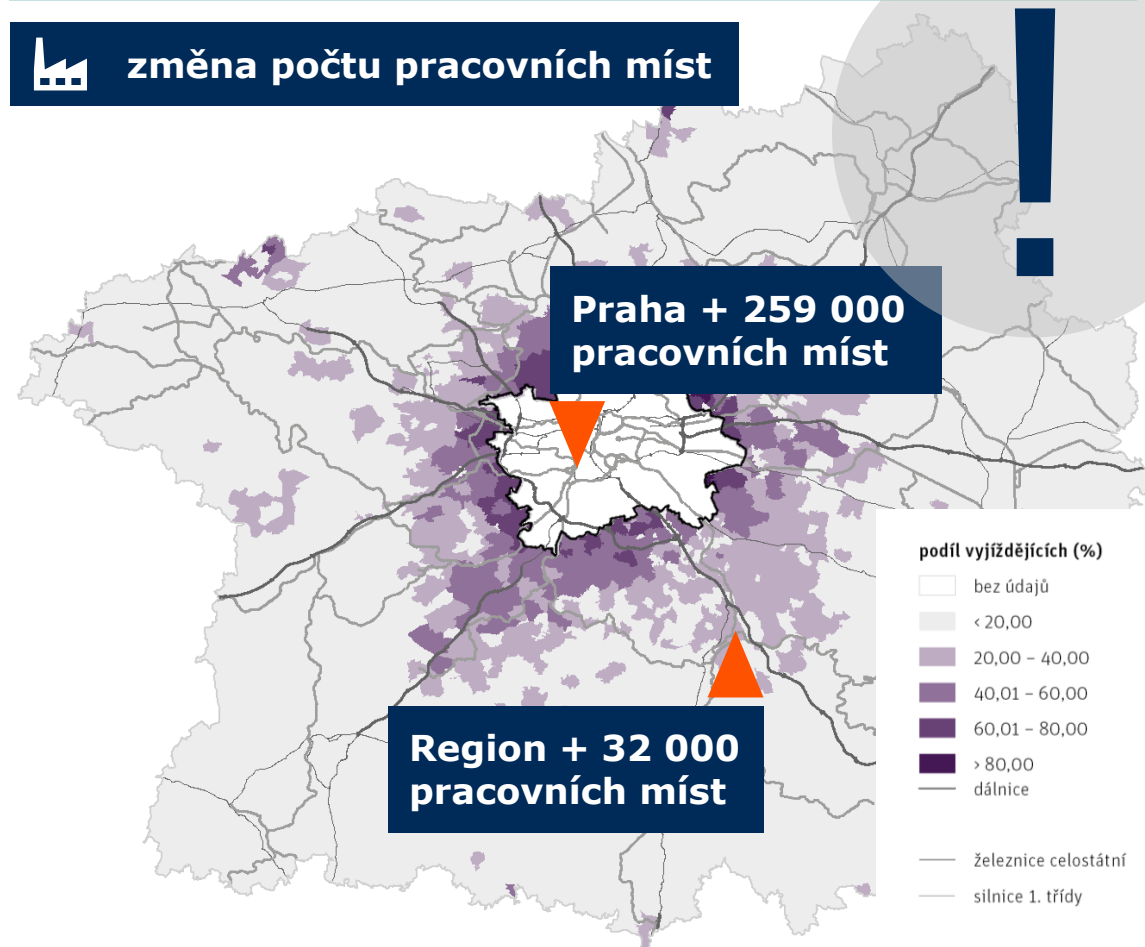 změna počtu pracovních míst
!
Praha + 259 000
pracovních míst
Region + 32 000
pracovních míst
podíl vyjíždějících (%)
bez údajů
‹ 20,00
20,00 – 40,00
40,01 – 60,00
60,01 – 80,00
› 80,00
dálnice
železnice celostátní
silnice 1. třídy